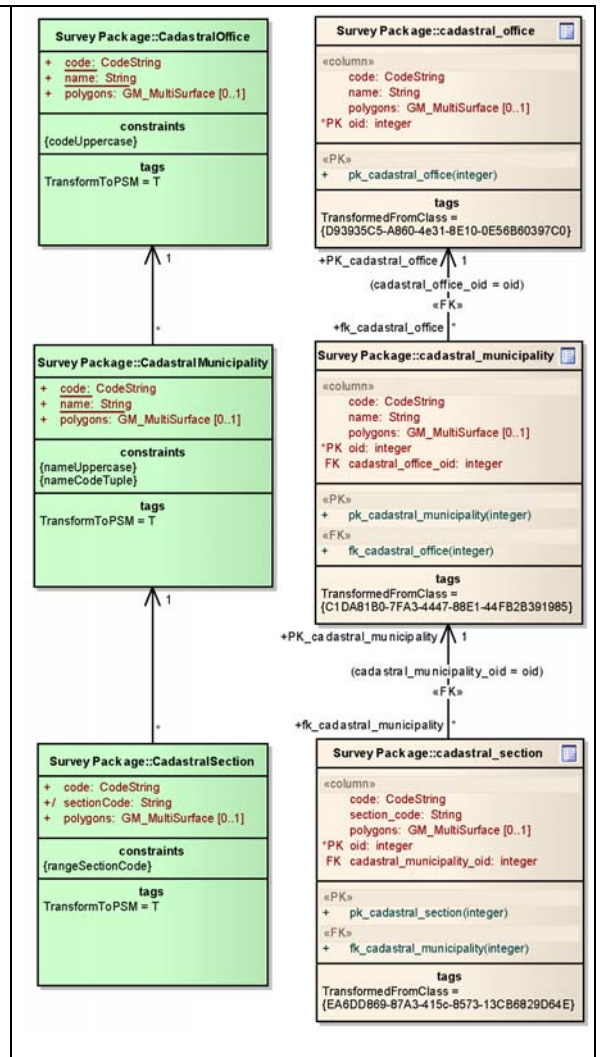 Survey Package::CadastralOffice
+ code: CodeString
+ name: String
+ polygons: GM_MultiSurface [0..1]
constraints
{codeUppercase}
tags
TransformToPSM = T
1
*
Survey Package::CadastralMunicipality
+ code: CodeString
+ name: String
+ polygons: GM_MultiSurface [0..1]
constraints
{nameUppercase}
{nameCodeTuple}
tags
TransformToPSM = T
1
*
Survey Package::CadastralSection
+ code: CodeString
+/ sectionCode: String
+ polygons: GM_MultiSurface [0..1]
constraints
{rangeSectionCode}
tags
TransformToPSM = T
Survey Package::cadastral_office
«column»
code: CodeString
name: String
polygons: GM_MultiSurface [0..1]
*PK oid: integer
«PK»
+ pk_cadastral_office(integer)
tags
TransformedFromClass =
{D93935C5-A860-4e31-8E10-0E56B60397C0}
+PK_cadastral_office 1
(cadastral_office_oid = oid)
«FK»
+fk_cadastral_office *
Survey Package::cadastral_municipality
«column»
code: CodeString
name: String
polygons: GM_MultiSurface [0..1]
*PK oid: integer
FK cadastral_office_oid: integer
«PK»
+ pk_cadastral_municipality(integer)
«FK»
+ fk_cadastral_office(integer)
tags
TransformedFromClass =
{C1DA81B0-7FA3-4447-88E1-44FB2B391985}
+PK_cadastral_municipality 1
(cadastral_municipality_oid = oid)
«FK»
+fk_cadastral_municipality *
Survey Package::cadastral_section
«column»
code: CodeString
section_code: String
polygons: GM_MultiSurface [0..1]
*PK oid: integer
FK cadastral_municipality_oid: integer
«PK»
+ pk_cadastral_section(integer)
«FK»
+ fk_cadastral_municipality(integer)
tags
TransformedFromClass =
{EA6DD869-87A3-415c-8573-13CB6829D64E}